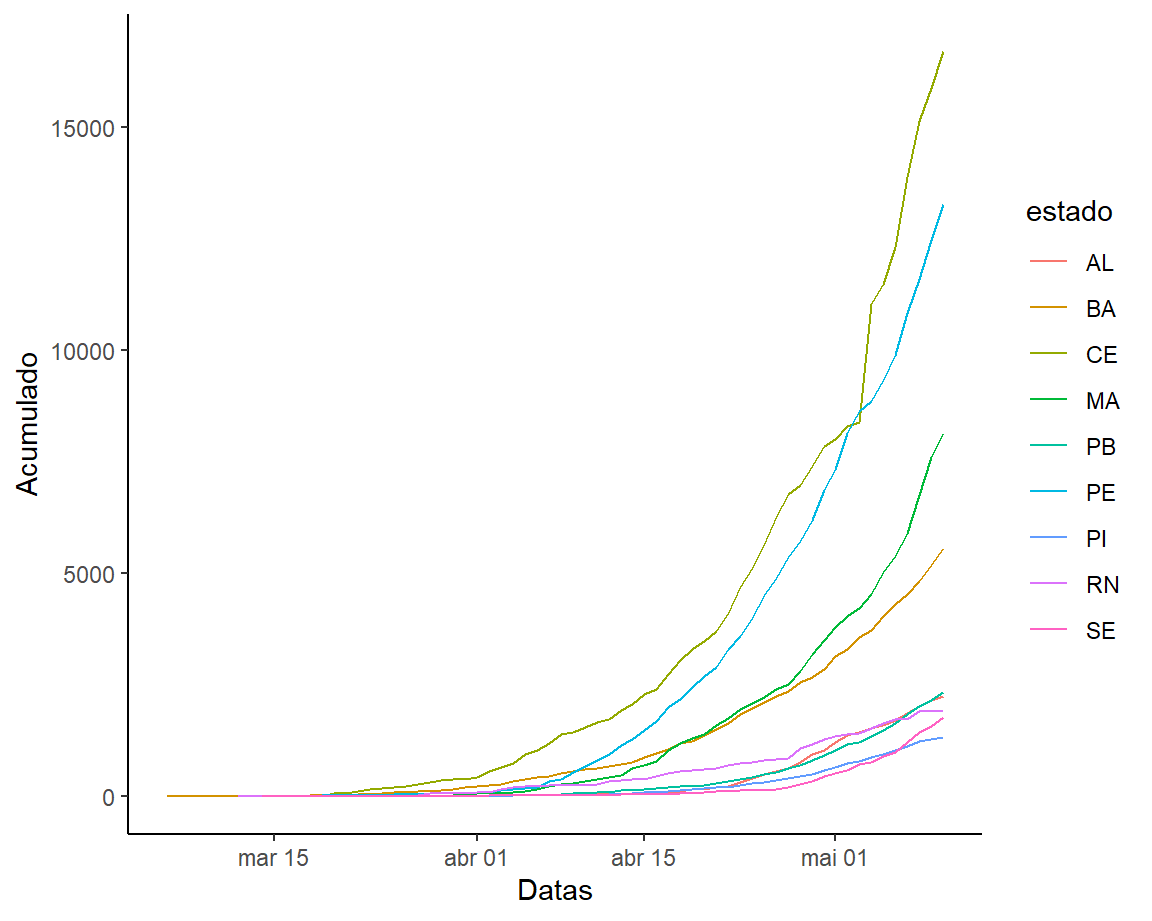 Acumulado
15000
10000
5000
0
mar 15
abr 01
abr 15
mai 01
Datas
estado
AL
BA
CE
MA
PB
PE
PI
RN
SE